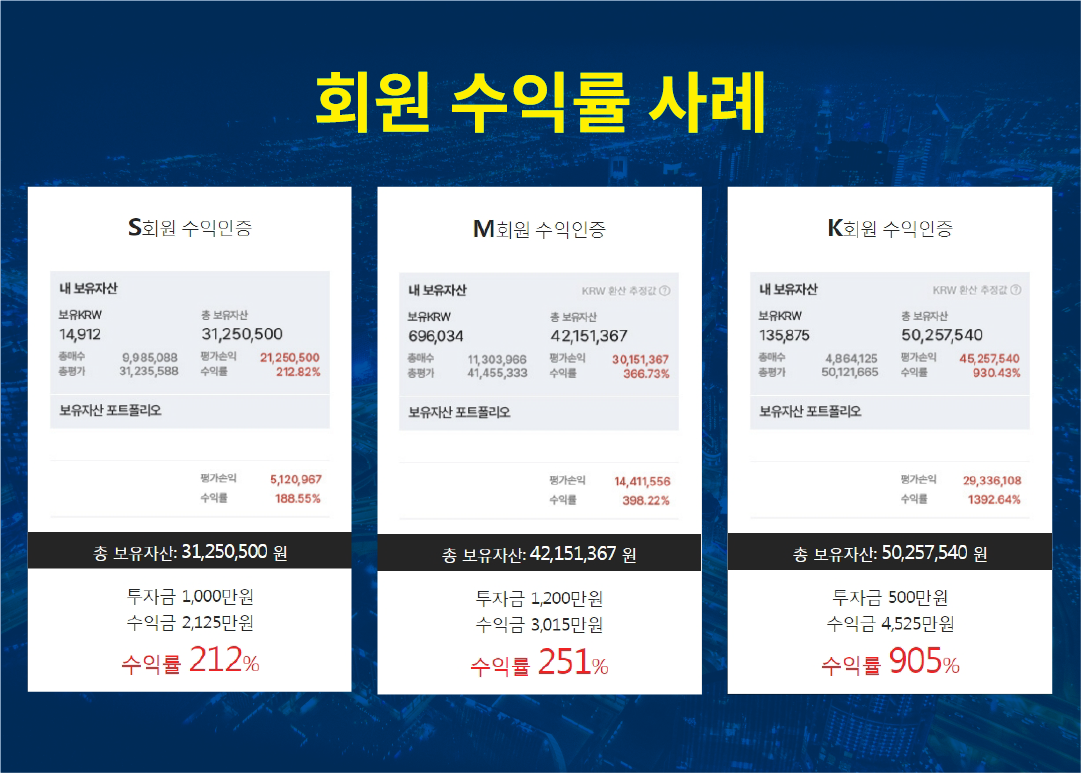 회원 수익률 사례
S회원 수익인증
내 보유자산
보유KRW 총 보유자산
14,912 31,250,500
총매수 9,985,088 평가손익 21,250,500
총평가 31,235,588 수익률 212.82%
보유자산 포트폴리오
평가손익 5,120,967
수익률 188.55%
총 보유자산: 31,250,500 원
투자금 1,000만원
수익금 2,125만원
수익률 212%
M회원 수익인증
내 보유자산 KRW 환산 추정값 ?
보유KRW 총 보유자산
696,034 42,151,367
총매수 11,303,966 평가손익 30,151,367
총평가 41,455,333 수익률 366.73%
보유자산 포트폴리오
평가손익 14,411,556
수익률 398.22%
총 보유자산: 42,151,367 원
투자금 1,200만원
수익금 3,015만원
수익률 251%
K회원 수익인증
내 보유자산 KRW 환산 추정값 ?
보유KRW 총 보유자산
135,875 50,257,540
총매수 4,864,125 평가손익 45,257,540
총평가 50,121,665 수익률 930.43%
보유자산 포트폴리오
평가손익 29,336,108
수익률 1392.64%
총 보유자산: 50,257,540 원
투자금 500만원
수익금 4,525만원
수익률 905%